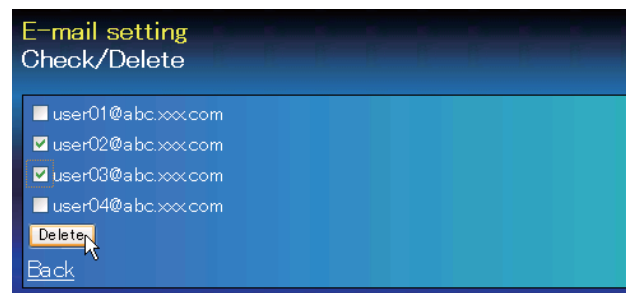 E-mail setting
Check/Delete
user01@abc.xxx.com
user02@abc.xxx.com
user03@abc.xxx.com
user04@abc.xxx.com
Delete
Back